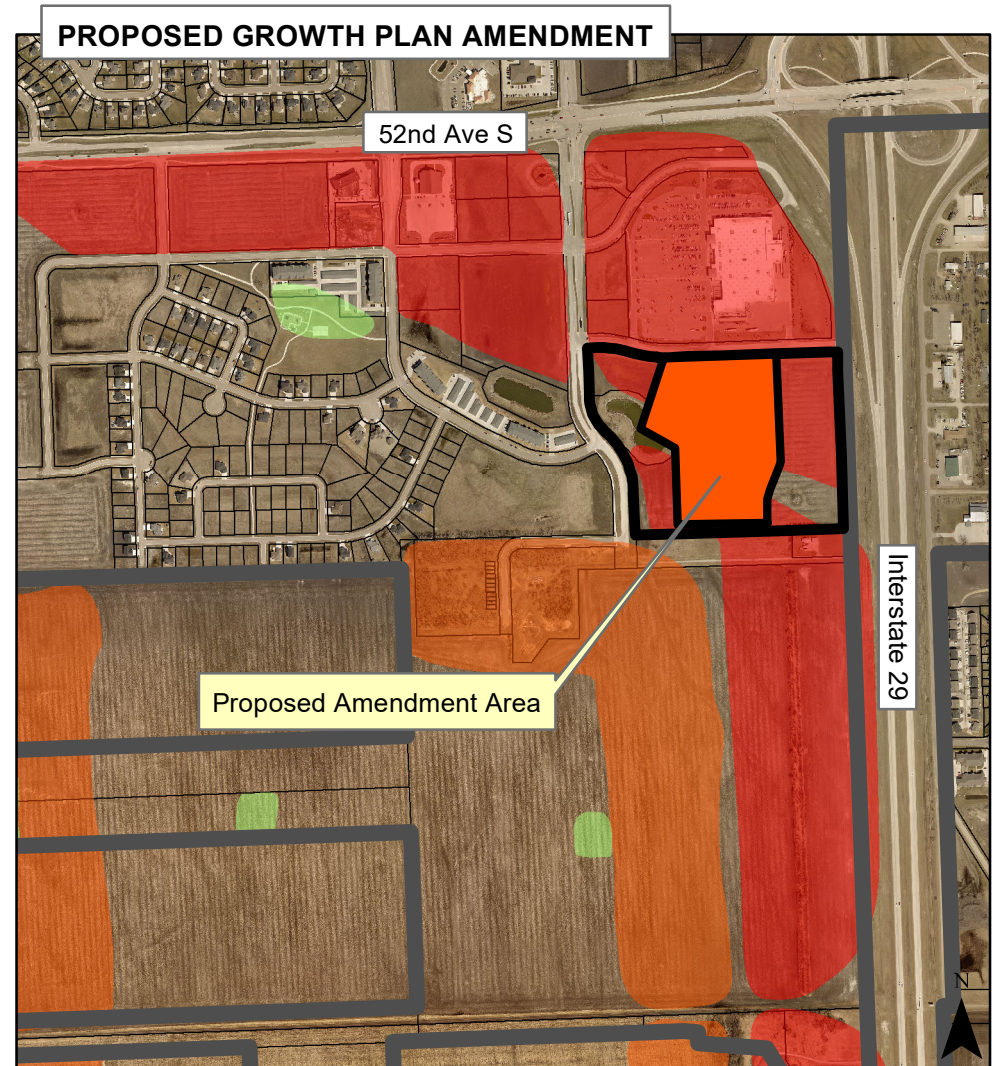 PROPOSED GROWTH PLAN AMENDMENT
52nd Ave S
Interstate 29
Proposed Amendment Area
N